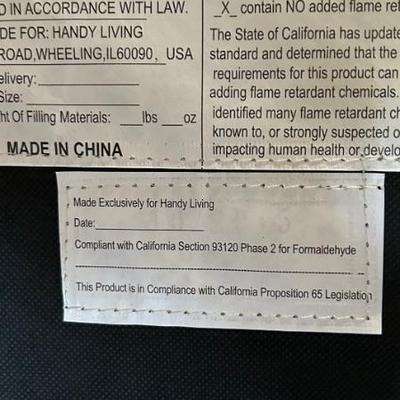 D IN ACCORDANCE WITH LAW.
DE FOR: HANDY LIVING
ROAD,WHEELING,IL60090, USA
elivery:
Size:
ht Of Filling Materials: ___lbs ___oz
MADE IN CHINA
_X_ contain NO added flame ret
The State of California has update
standard and determined that the
requirements for this product can
adding flame retardant chemicals.
identified many flame retardant ch
known to, or strongly suspected o
impacting human health or develo
Made Exclusively for Handy Living
Date:
Compliant with California Section 93120 Phase 2 for Formaldehyde
This Product is in Compliance with California Proposition 65 Legislation